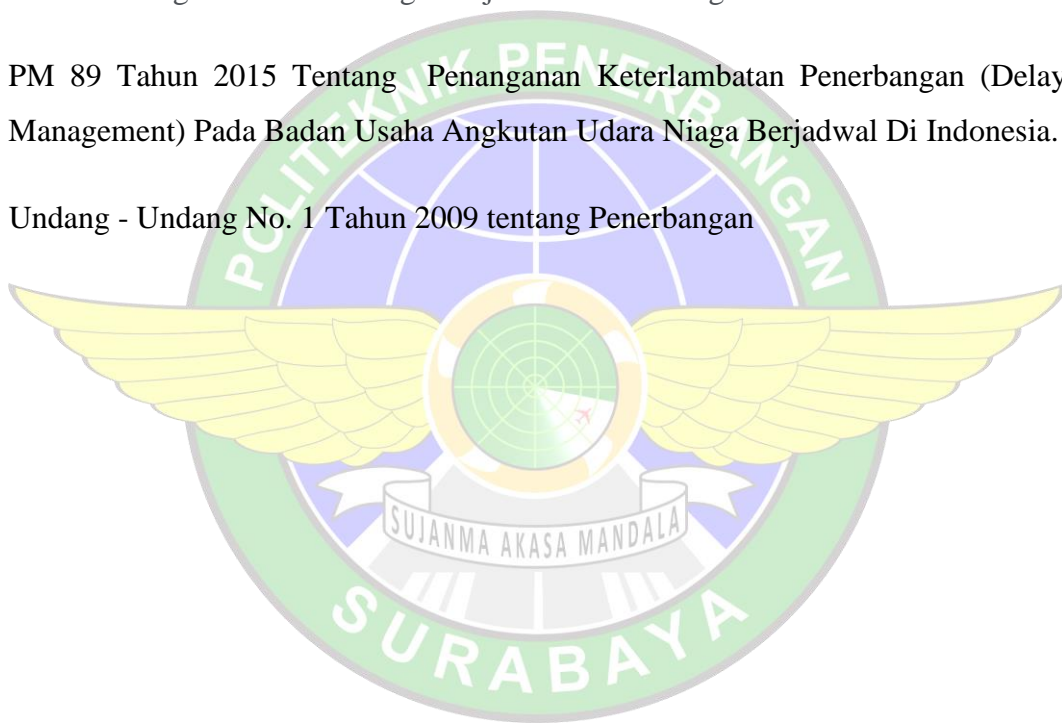 PM 89 Tahun 2015 Tentang Penanganan Keterlambatan Penerbangan (Delay
Management) Pada Badan Usaha Angkutan Udara Niaga Berjadwal Di Indonesia.
Undang - Undang No. 1 Tahun 2009 tentang Penerbangan
POLITEKNIK PENERBANGAN
SUJANMA AKASA MANDALA
SURABAYA